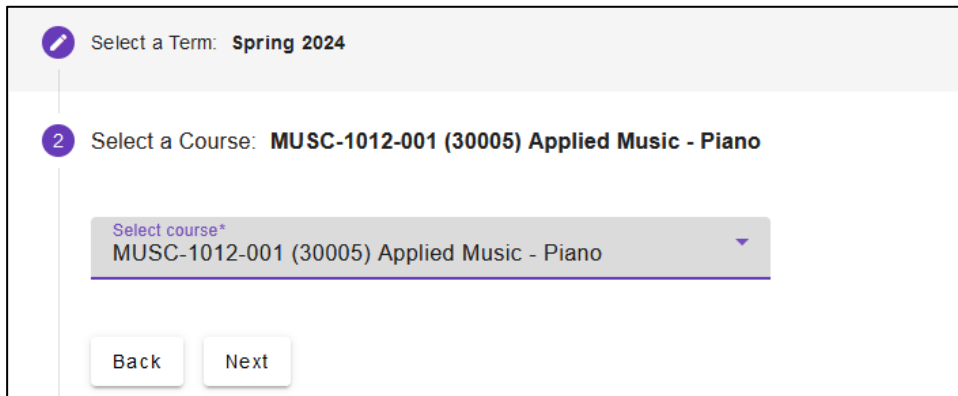 Select a Term: Spring 2024
2 Select a Course: MUSC-1012-001 (30005) Applied Music - Piano
Select course*
MUSC-1012-001 (30005) Applied Music - Piano
Back Next